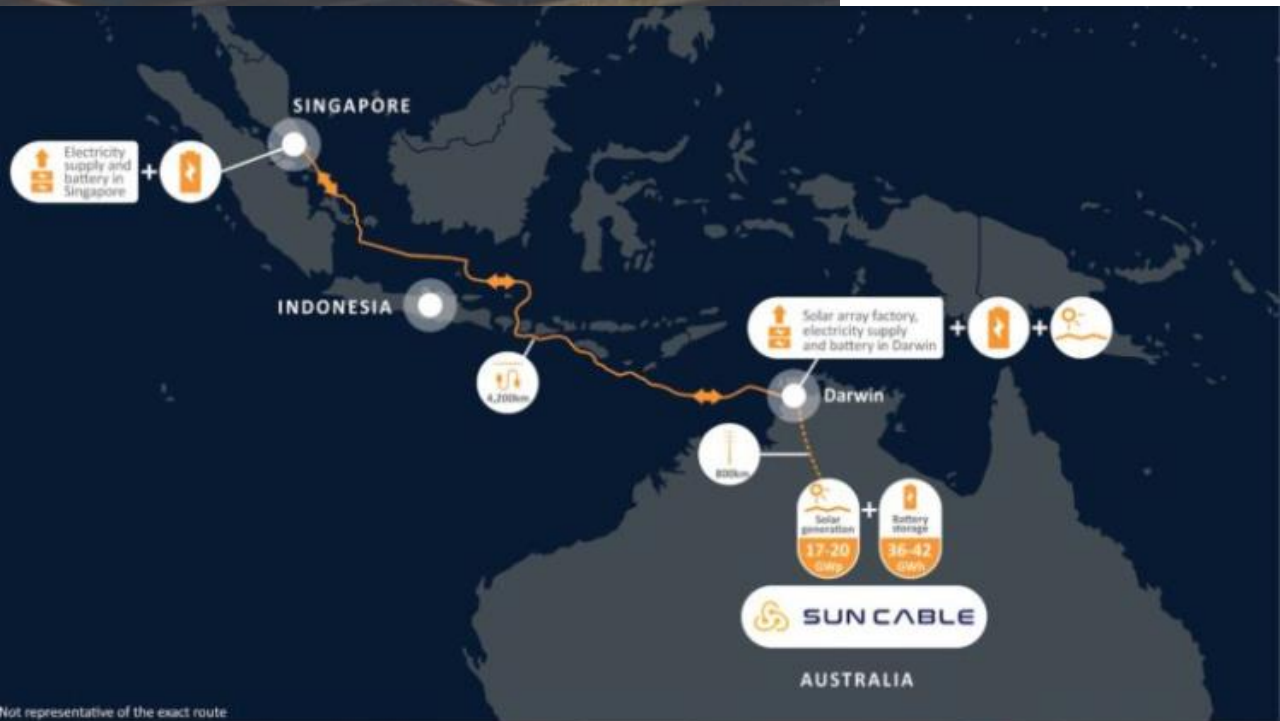 SINGAPORE
Electricity
supply and
battery in
Singapore
+
INDONESIA
4,200km
Solar array factory,
electricity supply
and battery in Darwin
+
+
Darwin
800km
Solar
generation
17-20
GWp
+
Battery
storage
36-42
GWh
SUN CABLE
AUSTRALIA
Not representative of the exact route